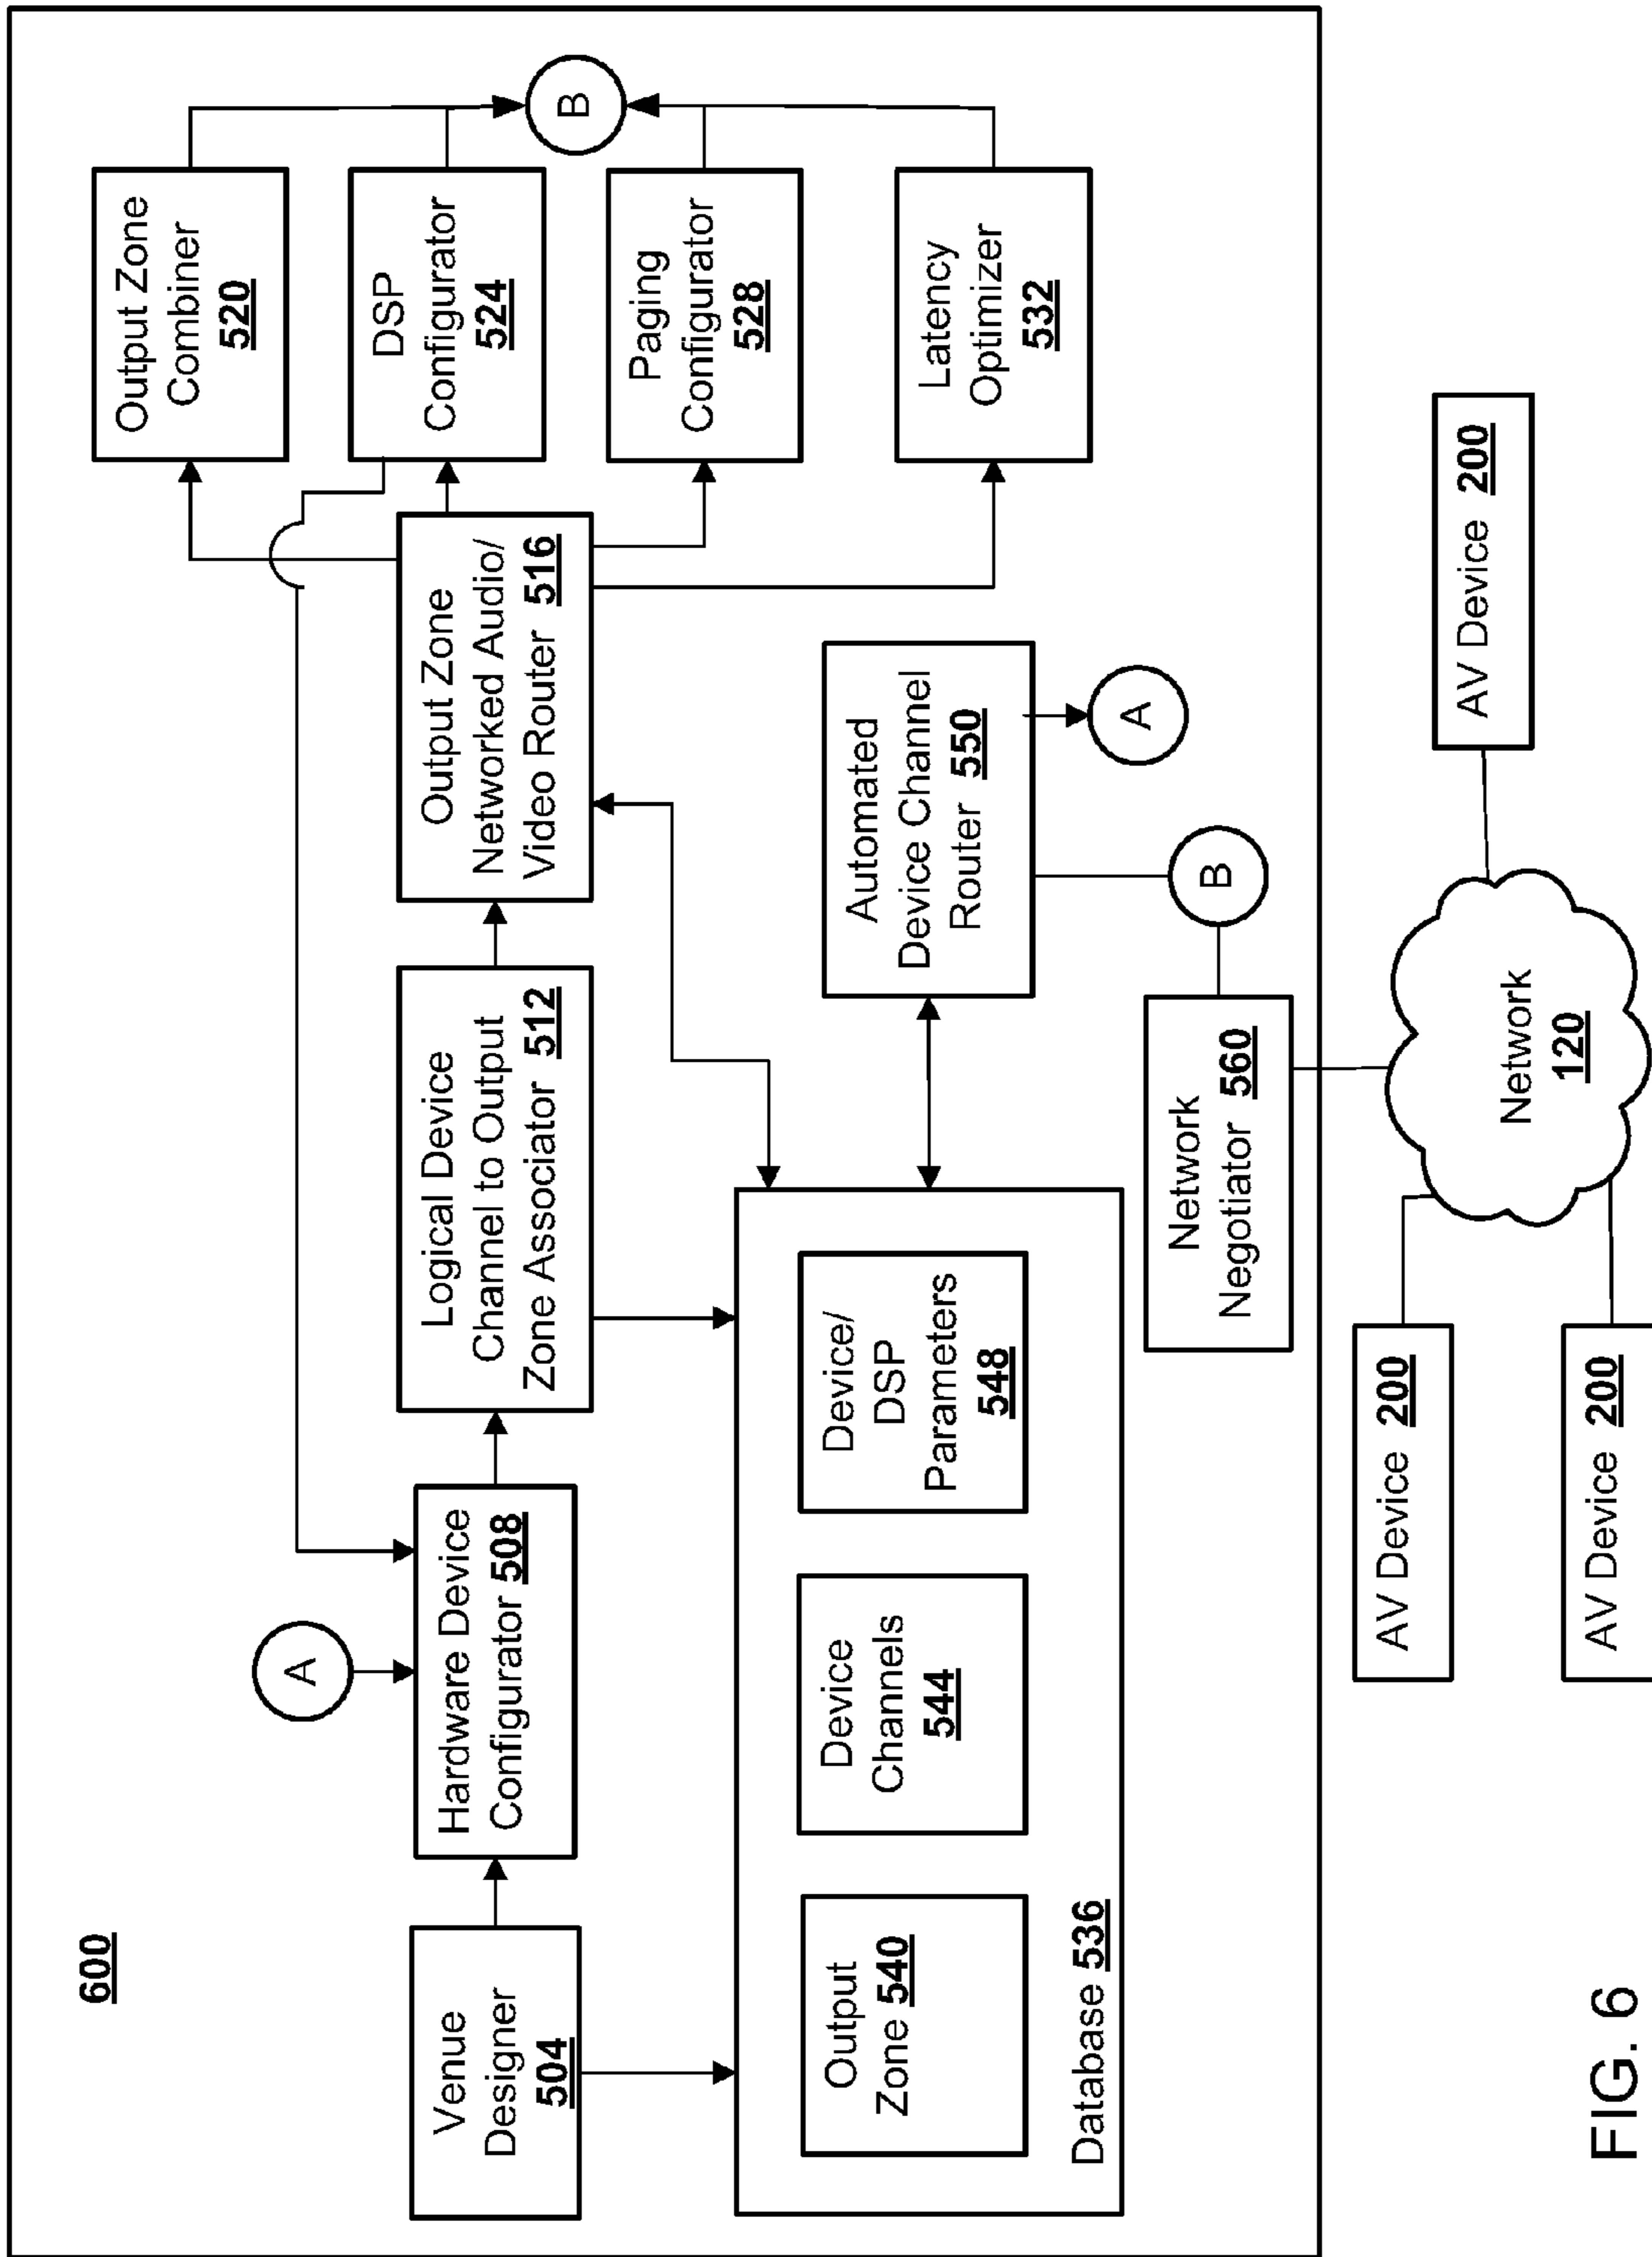 600
Venue
Designer
504
A
Hardware Device
Configurator 508
Logical Device
Channel to Output
Zone Associator 512
Output Zone
Networked Audio/
Video Router 516
Output Zone
Combiner
520
DSP
Configurator
524
Paging
Configurator
528
Latency
Optimizer
532
B
Output
Zone 540
Device
Channels
544
Device/
DSP
Parameters
548
Database 536
Automated
Device Channel
Router 550
A
B
Network
Negotiator 560
Network
120
AV Device 200
AV Device 200
AV Device 200
FIG. 6